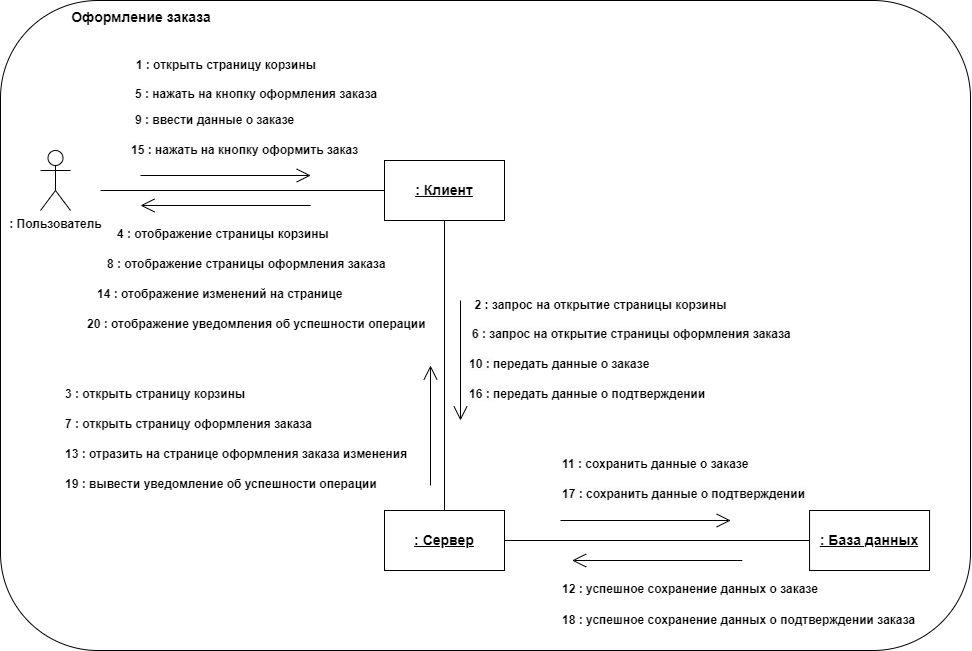 Оформление заказа
1 : открыть страницу корзины
5 : нажать на кнопку оформления заказа
9 : ввести данные о заказе
15 : нажать на кнопку оформить заказ
: Клиент
: Пользователь
4 : отображение страницы корзины
8 : отображение страницы оформления заказа
14 : отображение изменений на странице
20 : отображение уведомления об успешности операции
2 : запрос на открытие страницы корзины
6 : запрос на открытие страницы оформления заказа
10 : передать данные о заказе
16 : передать данные о подтверждении
3 : открыть страницу корзины
7 : открыть страницу оформления заказа
13 : отразить на странице оформления заказа изменения
19 : вывести уведомление об успешности операции
11 : сохранить данные о заказе
17 : сохранить данные о подтверждении
: Сервер
: База данных
12 : успешное сохранение данных о заказе
18 : успешное сохранение данных о подтверждении заказа